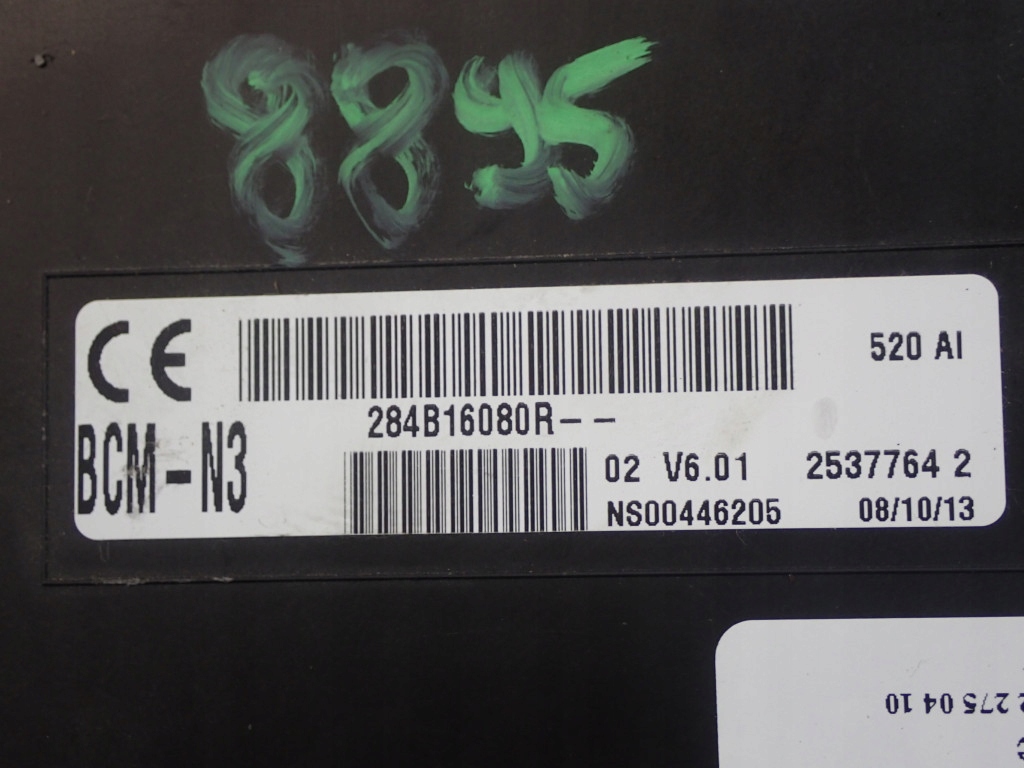 8895
CE
520 AI
284B16080R--
BCM-N3
02 V6.01 2537764 2
NS00446205 08/10/13
275 04 10